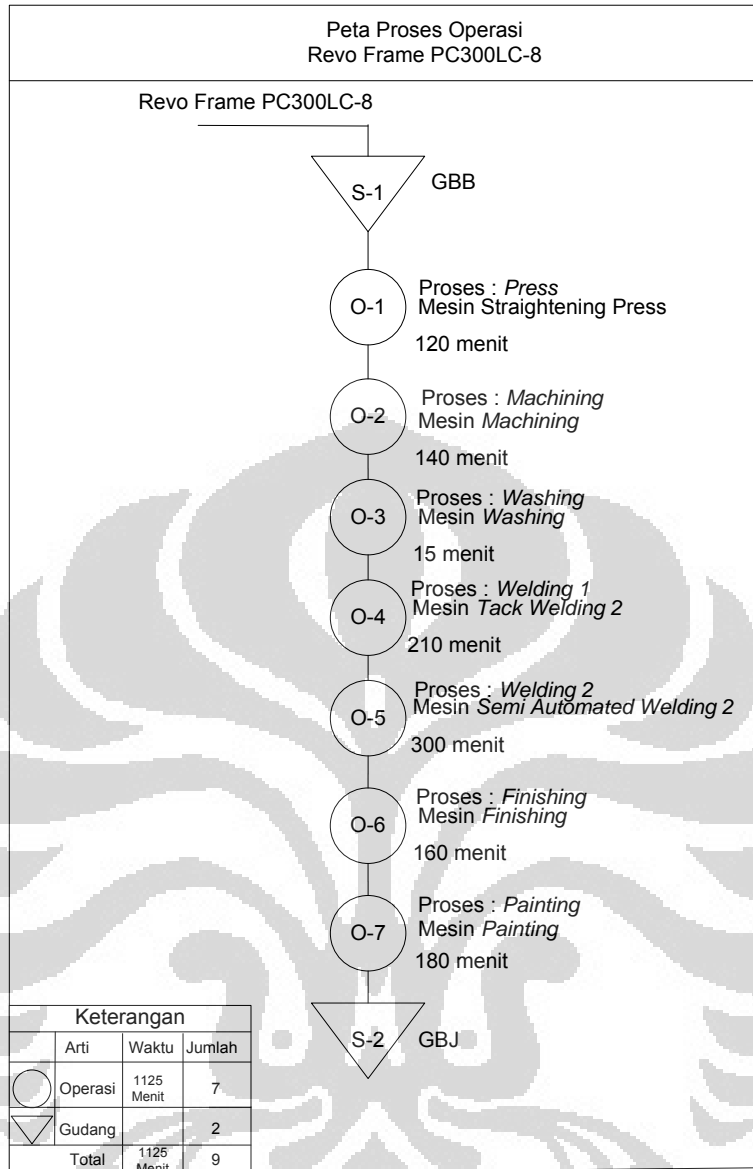 Peta Proses Operasi
Revo Frame PC300LC-8
Revo Frame PC300LC-8
S-1
GBB
O-1
Proses : Press
Mesin Straightening Press
120 menit
O-2
Proses : Machining
Mesin Machining
140 menit
O-3
Proses : Washing
Mesin Washing
15 menit
O-4
Proses : Welding 1
Mesin Tack Welding 2
210 menit
O-5
Proses : Welding 2
Mesin Semi Automated Welding 2
300 menit
O-6
Proses : Finishing
Mesin Finishing
160 menit
O-7
Proses : Painting
Mesin Painting
180 menit
S-2
GBJ
Keterangan
Arti Waktu Jumlah
Operasi 1125 Menit 7
Gudang 2
Total 1125 Menit 9